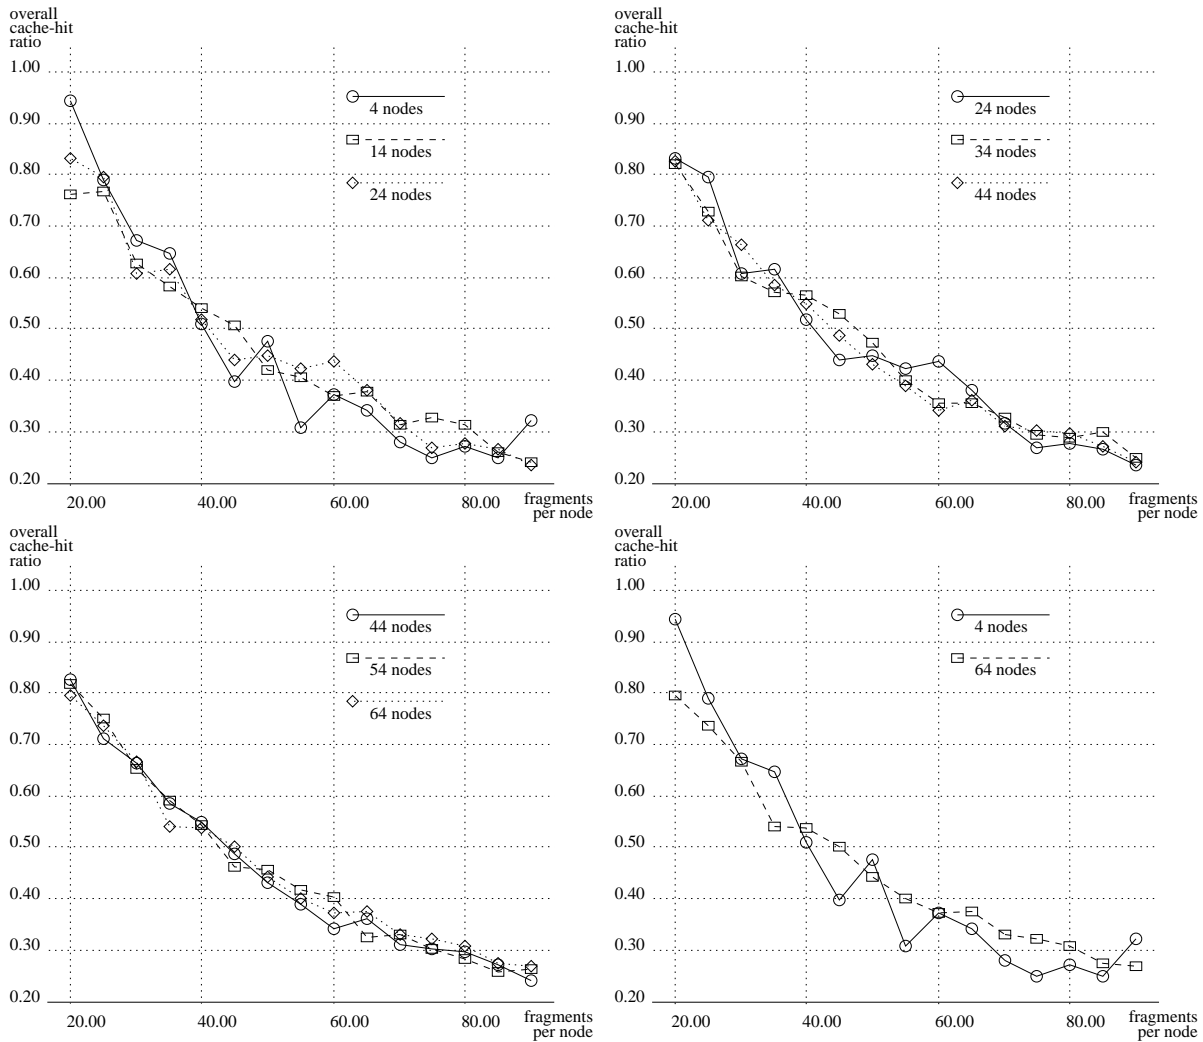 overall
cache-hit
ratio
1.00
0.90
0.80
0.70
0.60
0.50
0.40
0.30
0.20
20.00 40.00 60.00 80.00 fragments
per node
4 nodes
14 nodes
24 nodes
overall
cache-hit
ratio
1.00
0.90
0.80
0.70
0.60
0.50
0.40
0.30
0.20
20.00 40.00 60.00 80.00 fragments
per node
24 nodes
34 nodes
44 nodes
overall
cache-hit
ratio
1.00
0.90
0.80
0.70
0.60
0.50
0.40
0.30
0.20
20.00 40.00 60.00 80.00 fragments
per node
44 nodes
54 nodes
64 nodes
overall
cache-hit
ratio
1.00
0.90
0.80
0.70
0.60
0.50
0.40
0.30
0.20
20.00 40.00 60.00 80.00 fragments
per node
4 nodes
64 nodes